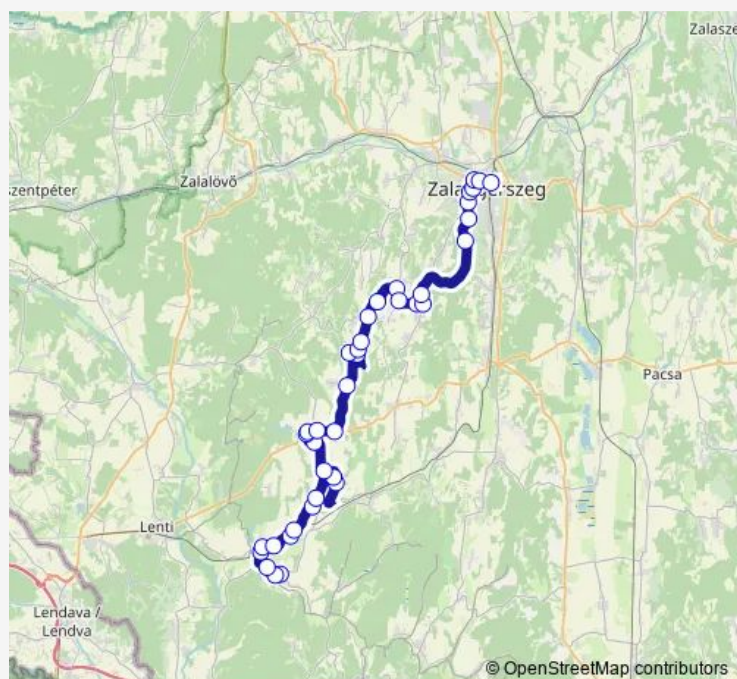 Zalasze
Zalalövő
szentpéter
Zalaegerszeg
Pacsa
Lenti
Lendava /
Lendva
© OpenStreetMap contributors